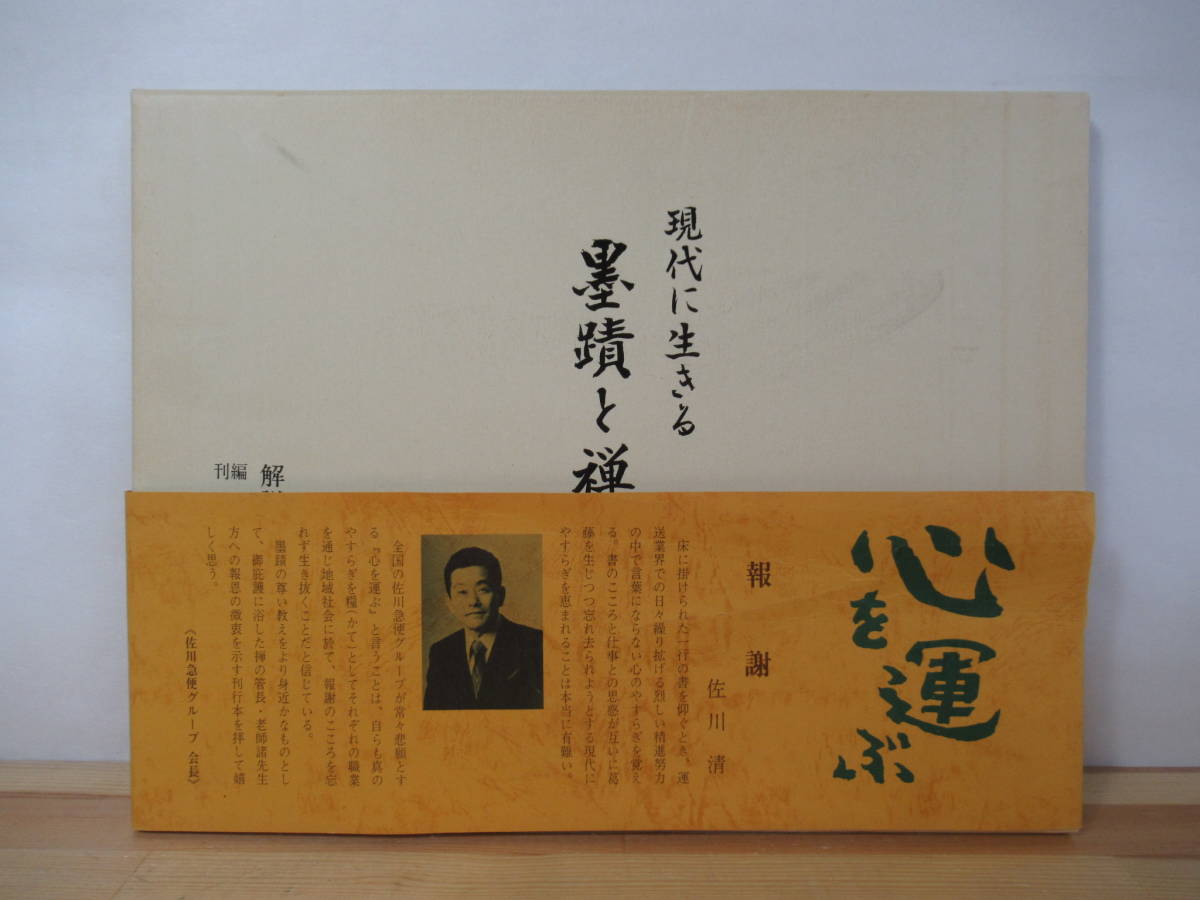 現代に生きる
墨蹟と禅
編
刊
心を運ぶ
報謝
佐川 清
床に掛けられた一行の書を仰ぐとき、運
送業界での日々繰り拡げる烈しい精進努力
の中で言葉にならない心のやすらぎを覚え
る。書のこころと仕事との思惑が互いに葛
藤を生じつつ忘れ去られようとする現代に
やすらぎを恵まれることは本当に有難い。
全国の佐川急便グループが常々悲願とす
る『心を運ぶ』と言うことは、自らも真の
やすらぎを糧(かて)としてそれぞれの職業
を通じ地域社会に於て、報謝のこころを忘
れず生き抜くことだと信じている。
墨蹟の尊い教えをより身近かなものとし
て、御庇護に浴した禅の管長・老師諸先生
方への報恩の微衷を示す刊行本を拝して嬉
しく思う。
《佐川急便グループ 会長》